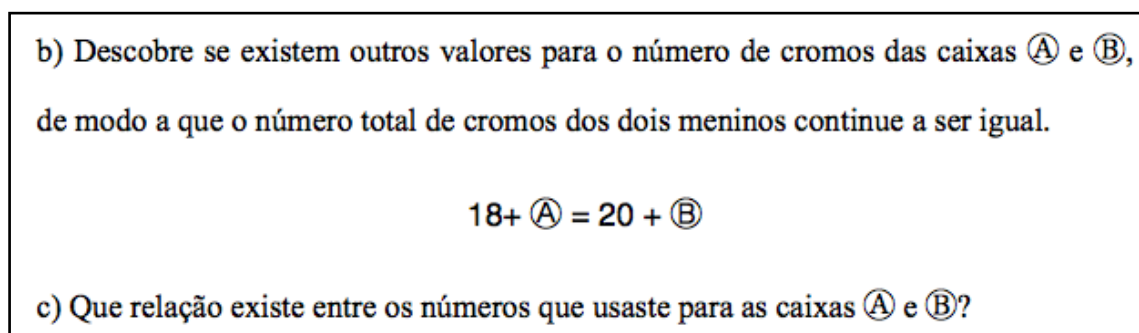 b) Descobre se existem outros valores para o número de cromos das caixas Ⓐ e Ⓑ,
de modo a que o número total de cromos dos dois meninos continue a ser igual.
18+ Ⓐ = 20 + Ⓑ
c) Que relação existe entre os números que usaste para as caixas Ⓐ e Ⓑ?